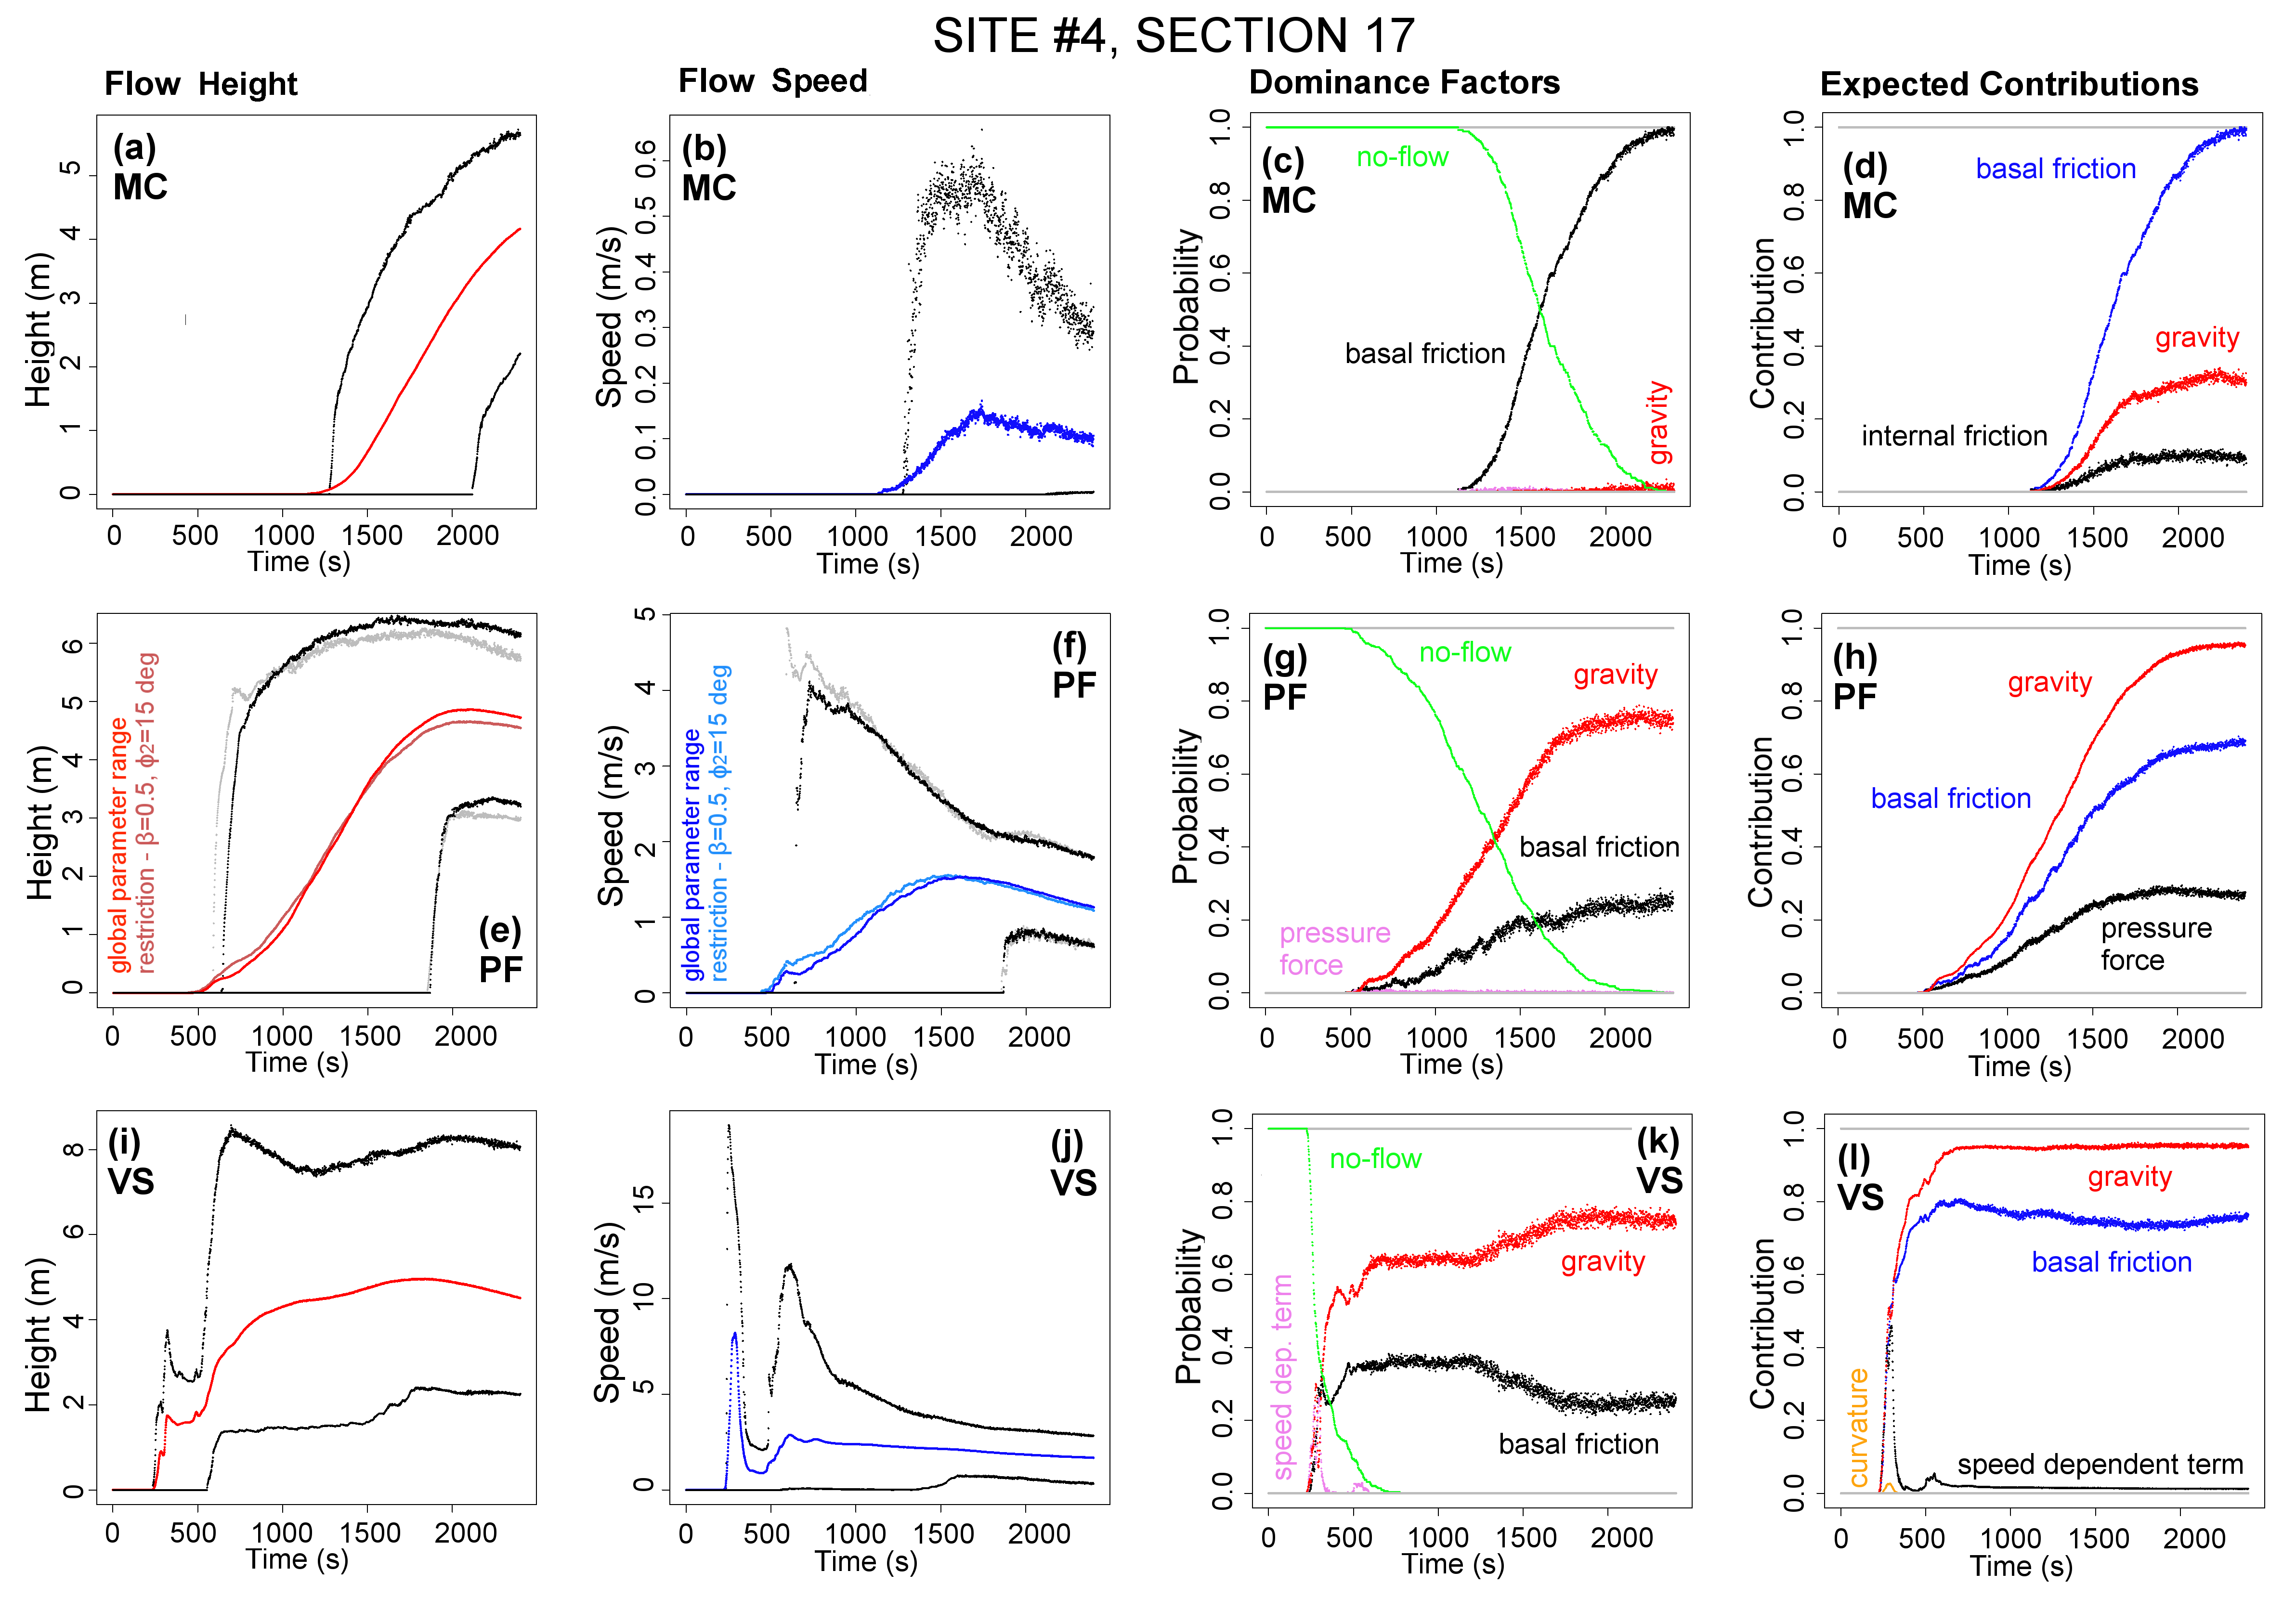 SITE #4, SECTION 17
Flow Height
Flow Speed
Dominance Factors
Expected Contributions
(a)
MC
Height (m)
0
1
2
3
4
5
0
500
1000
1500
2000
Time (s)
(b)
MC
Speed (m/s)
0.0
0.1
0.2
0.3
0.4
0.5
0.6
0
500
1000
1500
2000
Time (s)
(c)
MC
no-flow
basal friction
gravity
Probability
0.0
0.2
0.4
0.6
0.8
1.0
0
500
1000
1500
2000
Time (s)
(d)
MC
basal friction
gravity
internal friction
Contribution
0.0
0.2
0.4
0.6
0.8
1.0
0
500
1000
1500
2000
Time (s)
(e)
PF
global parameter range
restriction - β=0.5, ϕ2=15 deg
Height (m)
0
1
2
3
4
5
6
0
500
1000
1500
2000
Time (s)
(f)
PF
global parameter range
restriction - β=0.5, ϕ2=15 deg
Speed (m/s)
0
1
2
3
4
5
0
500
1000
1500
2000
Time (s)
(g)
PF
no-flow
gravity
basal friction
pressure
force
Probability
0.0
0.2
0.4
0.6
0.8
1.0
0
500
1000
1500
2000
Time (s)
(h)
PF
gravity
basal friction
pressure
force
Contribution
0.0
0.2
0.4
0.6
0.8
1.0
0
500
1000
1500
2000
Time (s)
(i)
VS
Height (m)
0
2
4
6
8
0
500
1000
1500
2000
Time (s)
(j)
VS
Speed (m/s)
0
5
10
15
0
500
1000
1500
2000
Time (s)
(k)
VS
no-flow
gravity
speed dep. term
basal friction
Probability
0.0
0.2
0.4
0.6
0.8
1.0
0
500
1000
1500
2000
Time (s)
(l)
VS
gravity
basal friction
curvature
speed dependent term
Contribution
0.0
0.2
0.4
0.6
0.8
1.0
0
500
1000
1500
2000
Time (s)